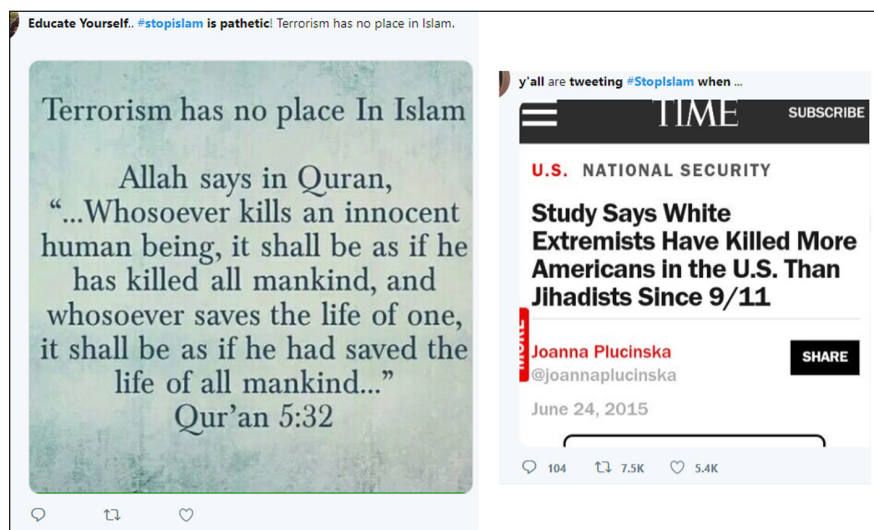 Educate Yourself.. #stopislam is pathetic! Terrorism has no place in Islam.
Terrorism has no place In Islam
Allah says in Quran,
“...Whosoever kills an innocent
human being, it shall be as if he
has killed all mankind, and
whosoever saves the life of one,
it shall be as if he had saved the
life of all mankind...”
Qur’an 5:32
y'all are tweeting #StopIslam when ...
TIME
SUBSCRIBE
U.S. NATIONAL SECURITY
Study Says White
Extremists Have Killed More
Americans in the U.S. Than
Jihadists Since 9/11
MORE
Joanna Plucinska
@joannaplucinska
SHARE
June 24, 2015
104 7.5K 5.4K